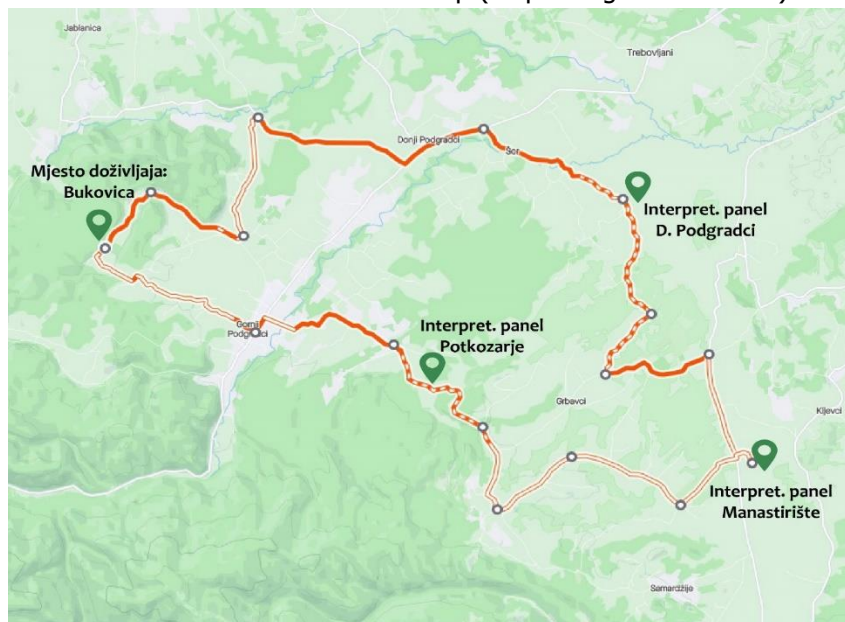 Jablanica
Trebovljani
Donji Podgradci
Šor
Mjesto doživljaja:
Bukovica
Interpret. panel
D. Podgradci
Gornji
Podgradci
Interpret. panel
Potkozarje
Grbavci
Kijevci
Interpret. panel
Manastirište
Samardžije